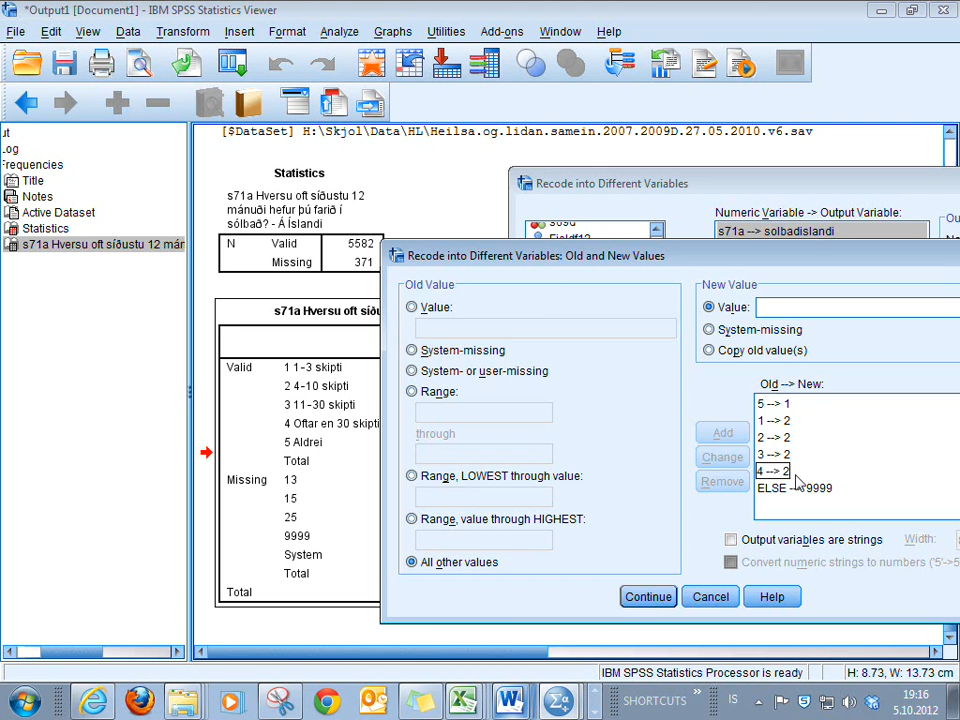 *Output1 [Document1] - IBM SPSS Statistics Viewer
File Edit View Data Transform Insert Format Analyze Graphs Utilities Add-ons Window Help
ut
Log
Frequencies
Title
Notes
Active Dataset
Statistics
s71a Hversu oft síðustu 12 már
[$DataSet] H:\Skjol\Data\HL\Heilsa.og.lidan.samein.2007.2009D.27.05.2010.v6.sav
Statistics
s71a Hversu oft síðustu 12
mánuði hefur þú farið í
sólbað? - Á Íslandi
N Valid 5582
Missing 371
s71a Hversu oft síðu
Valid 1 1-3 skipti
2 4-10 skipti
3 11-30 skipti
4 Oftar en 30 skipti
5 Aldrei
Total
Missing 13
15
25
9999
System
Total
Total
Recode into Different Variables
Numeric Variable -> Output Variable:
s71a --> solbadislandi
Recode into Different Variables: Old and New Values
Old Value
Value:
System-missing
System- or user-missing
Range:
through
Range, LOWEST through value:
Range, value through HIGHEST:
All other values
New Value
Value:
System-missing
Copy old value(s)
Old --> New:
5 --> 1
1 --> 2
2 --> 2
3 --> 2
4 --> 2
ELSE --> 9999
Add
Change
Remove
Output variables are strings Width:
Convert numeric strings to numbers ('5'->5
Continue Cancel Help
IBM SPSS Statistics Processor is ready H: 8.73, W: 13.73 cm
SHORTCUTS » IS 19:16
5.10.2012